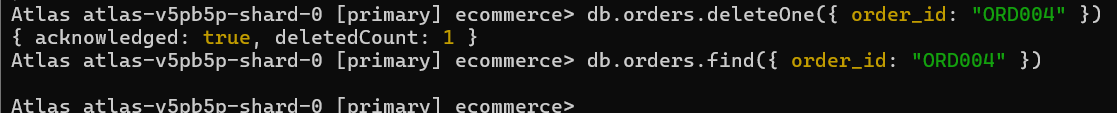 Atlas atlas-v5pb5p-shard-0 [primary] ecommerce> db.orders.deleteOne({ order_id: "ORD004" })
{ acknowledged: true, deletedCount: 1 }
Atlas atlas-v5pb5p-shard-0 [primary] ecommerce> db.orders.find({ order_id: "ORD004" })
Atlas atlas-v5pb5p-shard-0 [primary] ecommerce>